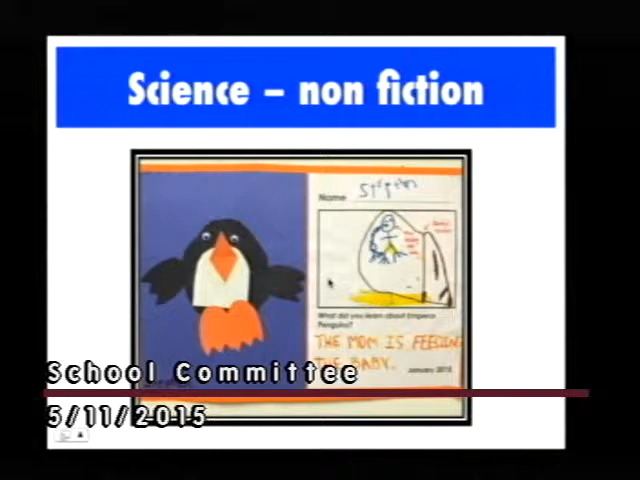 Science – non fiction
Name Stephen
What did you learn about Emperor
Penguins?
THE MOM IS FEEDING
THE BABY.
January 2015
School Committee
5/11/2015